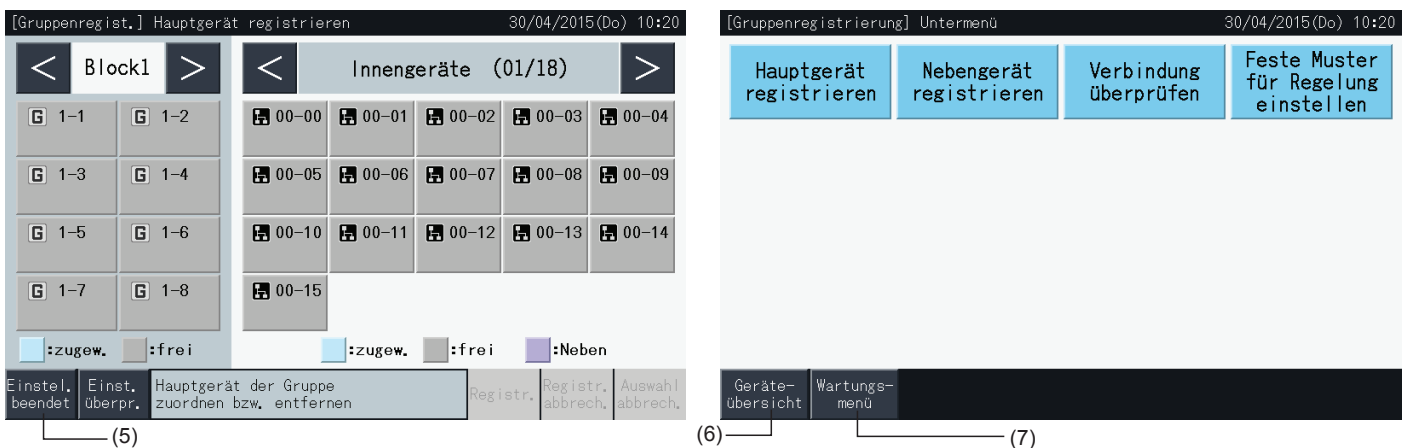 [Gruppenregist.] Hauptgerät registrieren 30/04/2015(Do) 10:20
< Block1 >
< Innengeräte (01/18) >
G 1-1 G 1-2
00-00 00-01 00-02 00-03 00-04
G 1-3 G 1-4
00-05 00-06 00-07 00-08 00-09
G 1-5 G 1-6
00-10 00-11 00-12 00-13 00-14
G 1-7 G 1-8
00-15
:zugew. :frei
:zugew. :frei :Neben
Einstel.
beendet
Einst.
überpr.
Hauptgerät der Gruppe
zuordnen bzw. entfernen
Registr.
Registr.
abbrech.
Auswahl
abbrech.
(5)
[Gruppenregistrierung] Untermenü 30/04/2015(Do) 10:20
Hauptgerät
registrieren
Nebengerät
registrieren
Verbindung
überprüfen
Feste Muster
für Regelung
einstellen
Geräte-
übersicht
Wartungs-
menü
(6)
(7)